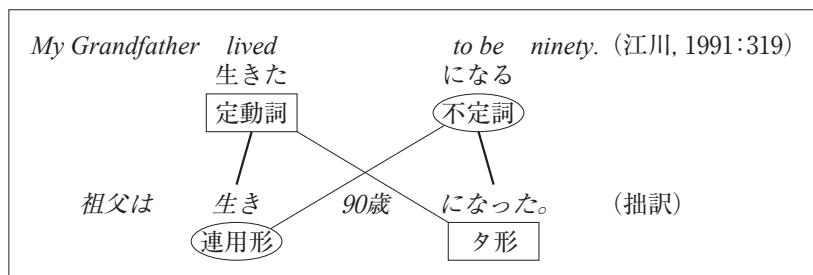 My Grandfather lived to be ninety. (江川, 1991:319)
生きた になる
定動詞 不定詞
祖父は 生き 90歳 になった。 (拙訳)
連用形 タ形